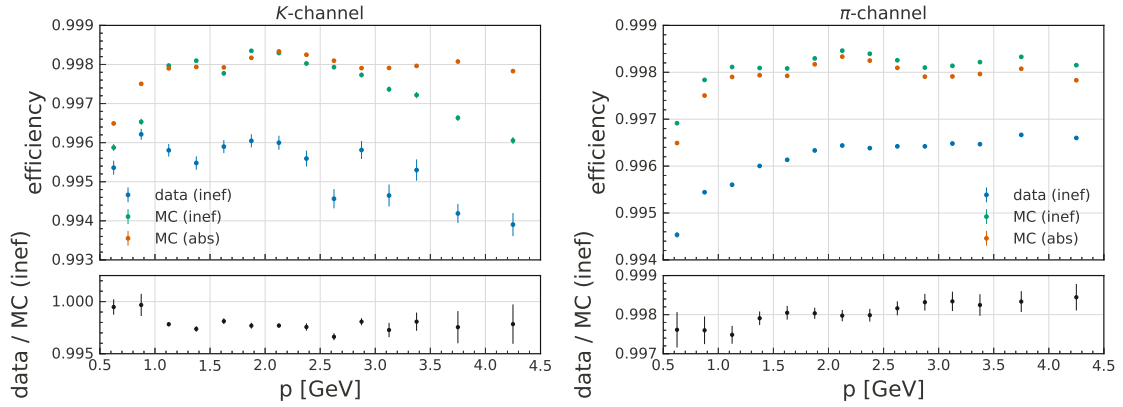 K-channel
0.999
0.998
0.997
0.996
0.995
0.994
0.993
efficiency
data (inef)
MC (inef)
MC (abs)
1.000
0.995
data / MC (inef)
0.5 1.0 1.5 2.0 2.5 3.0 3.5 4.0 4.5
p [GeV]
π-channel
0.999
0.998
0.997
0.996
0.995
0.994
efficiency
data (inef)
MC (inef)
MC (abs)
0.999
0.998
0.997
data / MC (inef)
0.5 1.0 1.5 2.0 2.5 3.0 3.5 4.0 4.5
p [GeV]